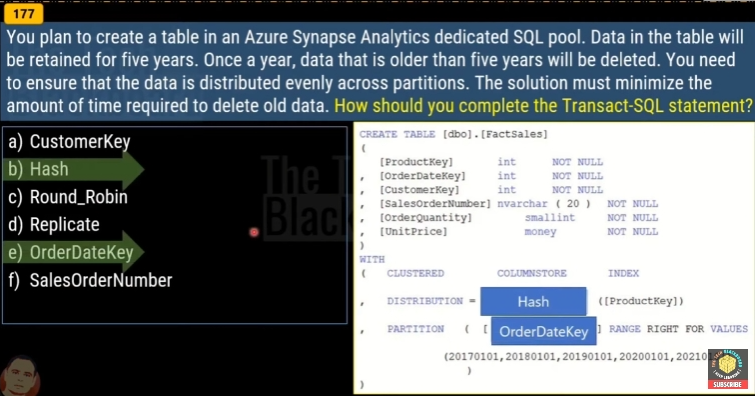 177
You plan to create a table in an Azure Synapse Analytics dedicated SQL pool. Data in the table will
be retained for five years. Once a year, data that is older than five years will be deleted. You need
to ensure that the data is distributed evenly across partitions. The solution must minimize the
amount of time required to delete old data. How should you complete the Transact-SQL statement?
a) CustomerKey
b) Hash
c) Round_Robin
d) Replicate
e) OrderDateKey
f) SalesOrderNumber
The
Black
CREATE TABLE [dbo].[FactSales]
(
[ProductKey] int NOT NULL
, [OrderDateKey] int NOT NULL
, [CustomerKey] int NOT NULL
, [SalesOrderNumber] nvarchar ( 20 ) NOT NULL
, [OrderQuantity] smallint NOT NULL
, [UnitPrice] money NOT NULL
)
WITH
( CLUSTERED COLUMNSTORE INDEX
, DISTRIBUTION = Hash ([ProductKey])
, PARTITION ( [ OrderDateKey ] RANGE RIGHT FOR VALUES
(20170101,20180101,20190101,20200101,
)
)
SUBSCRIBE